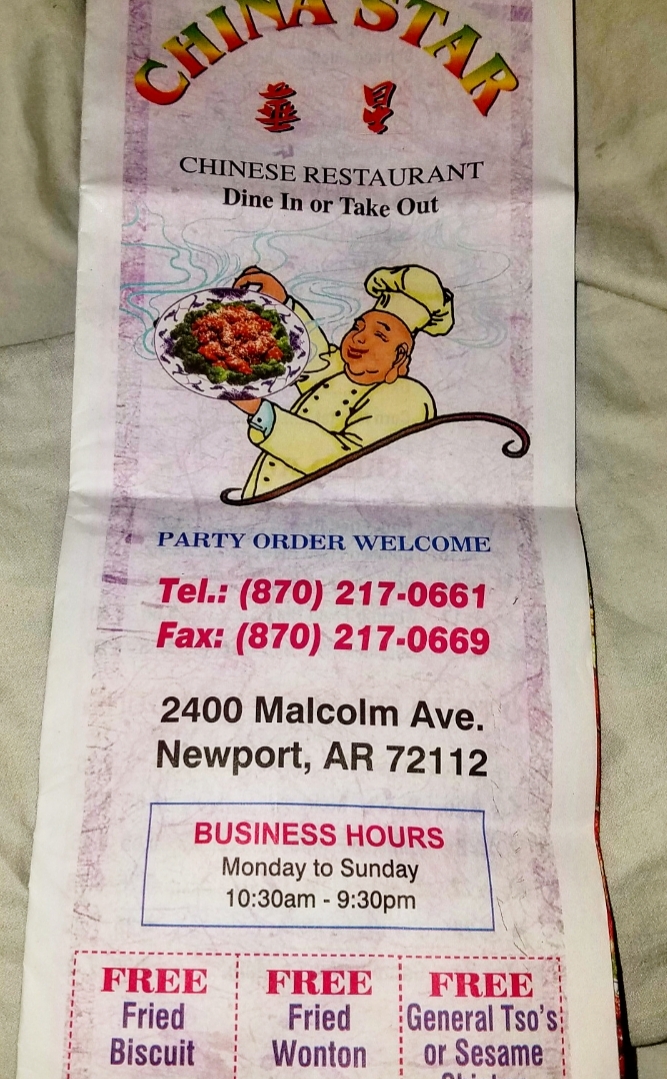 CHINA STAR
華 星
CHINESE RESTAURANT
Dine In or Take Out
PARTY ORDER WELCOME
Tel.: (870) 217-0661
Fax: (870) 217-0669
2400 Malcolm Ave.
Newport, AR 72112
BUSINESS HOURS
Monday to Sunday
10:30am - 9:30pm
FREE
Fried
Biscuit
FREE
Fried
Wonton
FREE
General Tso's
or Sesame